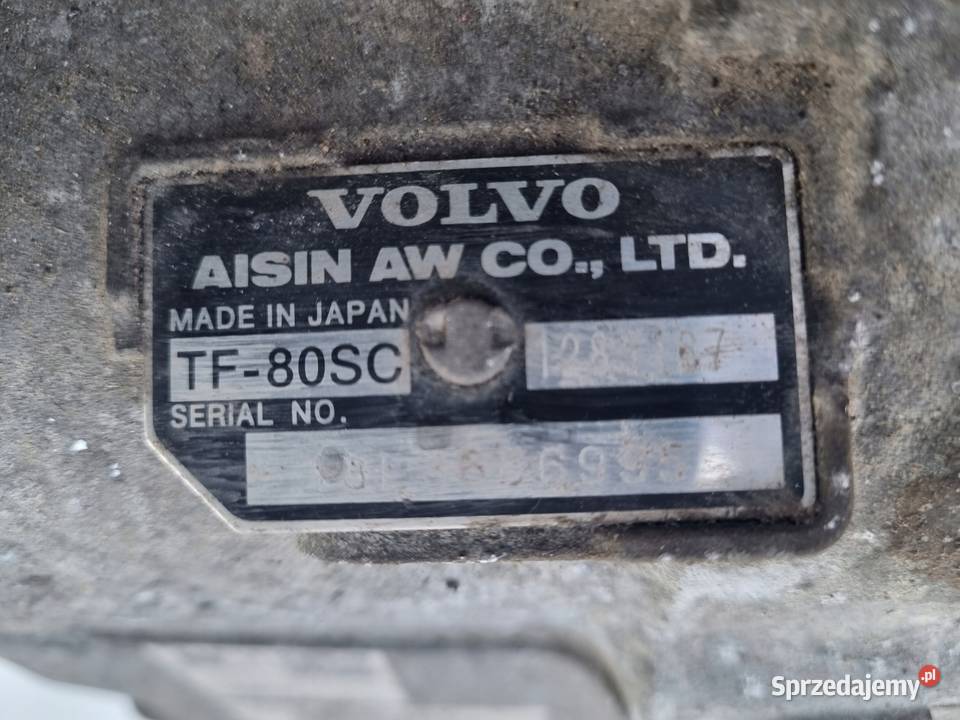 VOLVO
AISIN AW CO., LTD.
MADE IN JAPAN
TF-80SC
SERIAL NO.
Sprzedajemy.pl